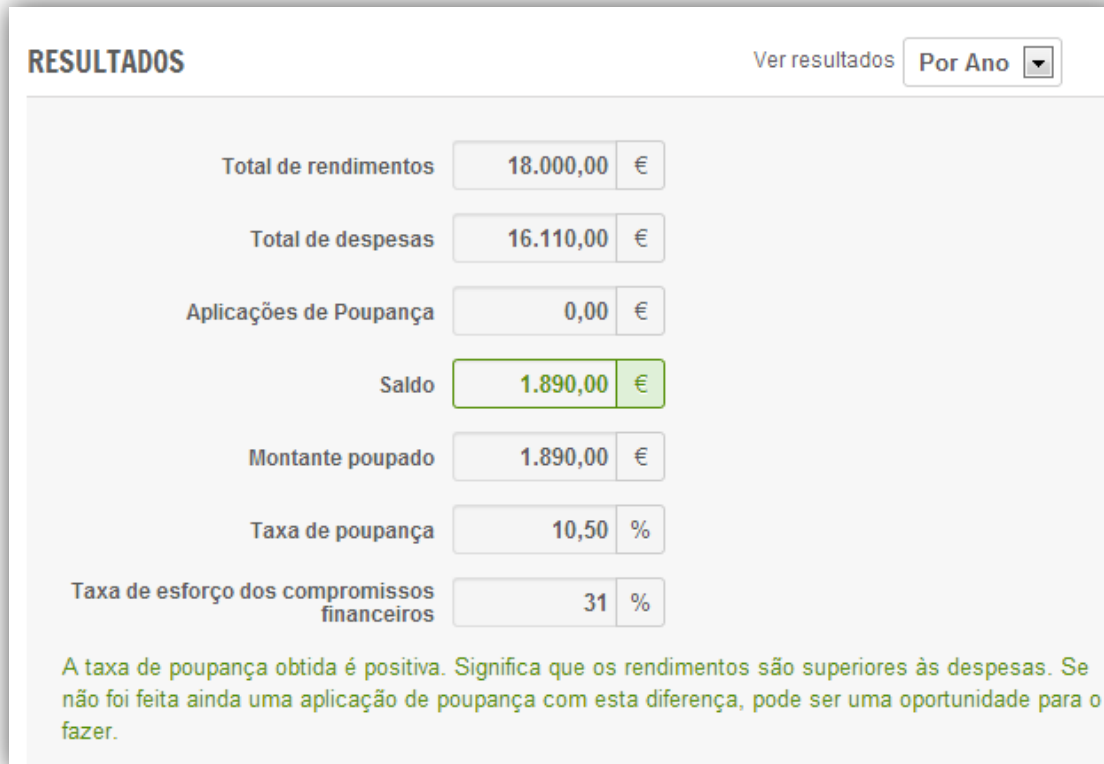 RESULTADOS
Ver resultados Por Ano
Total de rendimentos 18.000,00 €
Total de despesas 16.110,00 €
Aplicações de Poupança 0,00 €
Saldo 1.890,00 €
Montante poupado 1.890,00 €
Taxa de poupança 10,50 %
Taxa de esforço dos compromissos
financeiros 31 %
A taxa de poupança obtida é positiva. Significa que os rendimentos são superiores às despesas. Se
não foi feita ainda uma aplicação de poupança com esta diferença, pode ser uma oportunidade para o
fazer.